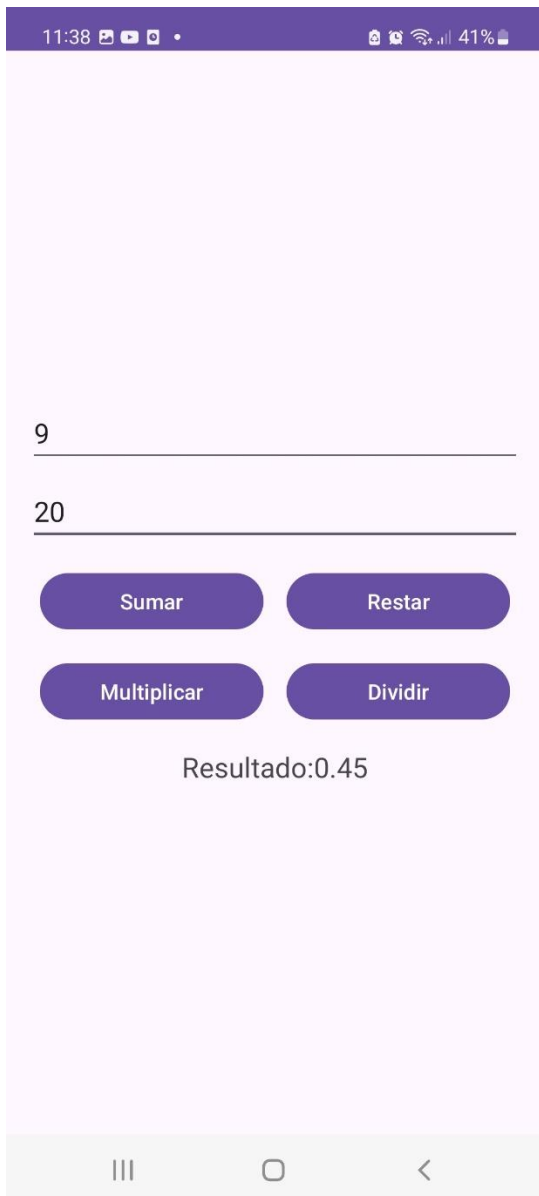 11:38 41%
9
20
Sumar Restar
Multiplicar Dividir
Resultado:0.45